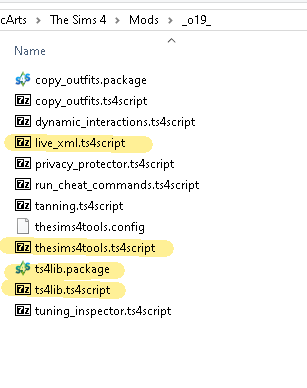 cArts > The Sims 4 > Mods > _o19_
Name
copy_outfits.package
copy_outfits.ts4script
dynamic_interactions.ts4script
live_xml.ts4script
privacy_protector.ts4script
run_cheat_commands.ts4script
tanning.ts4script
thesims4tools.config
thesims4tools.ts4script
ts4lib.package
ts4lib.ts4script
tuning_inspector.ts4script